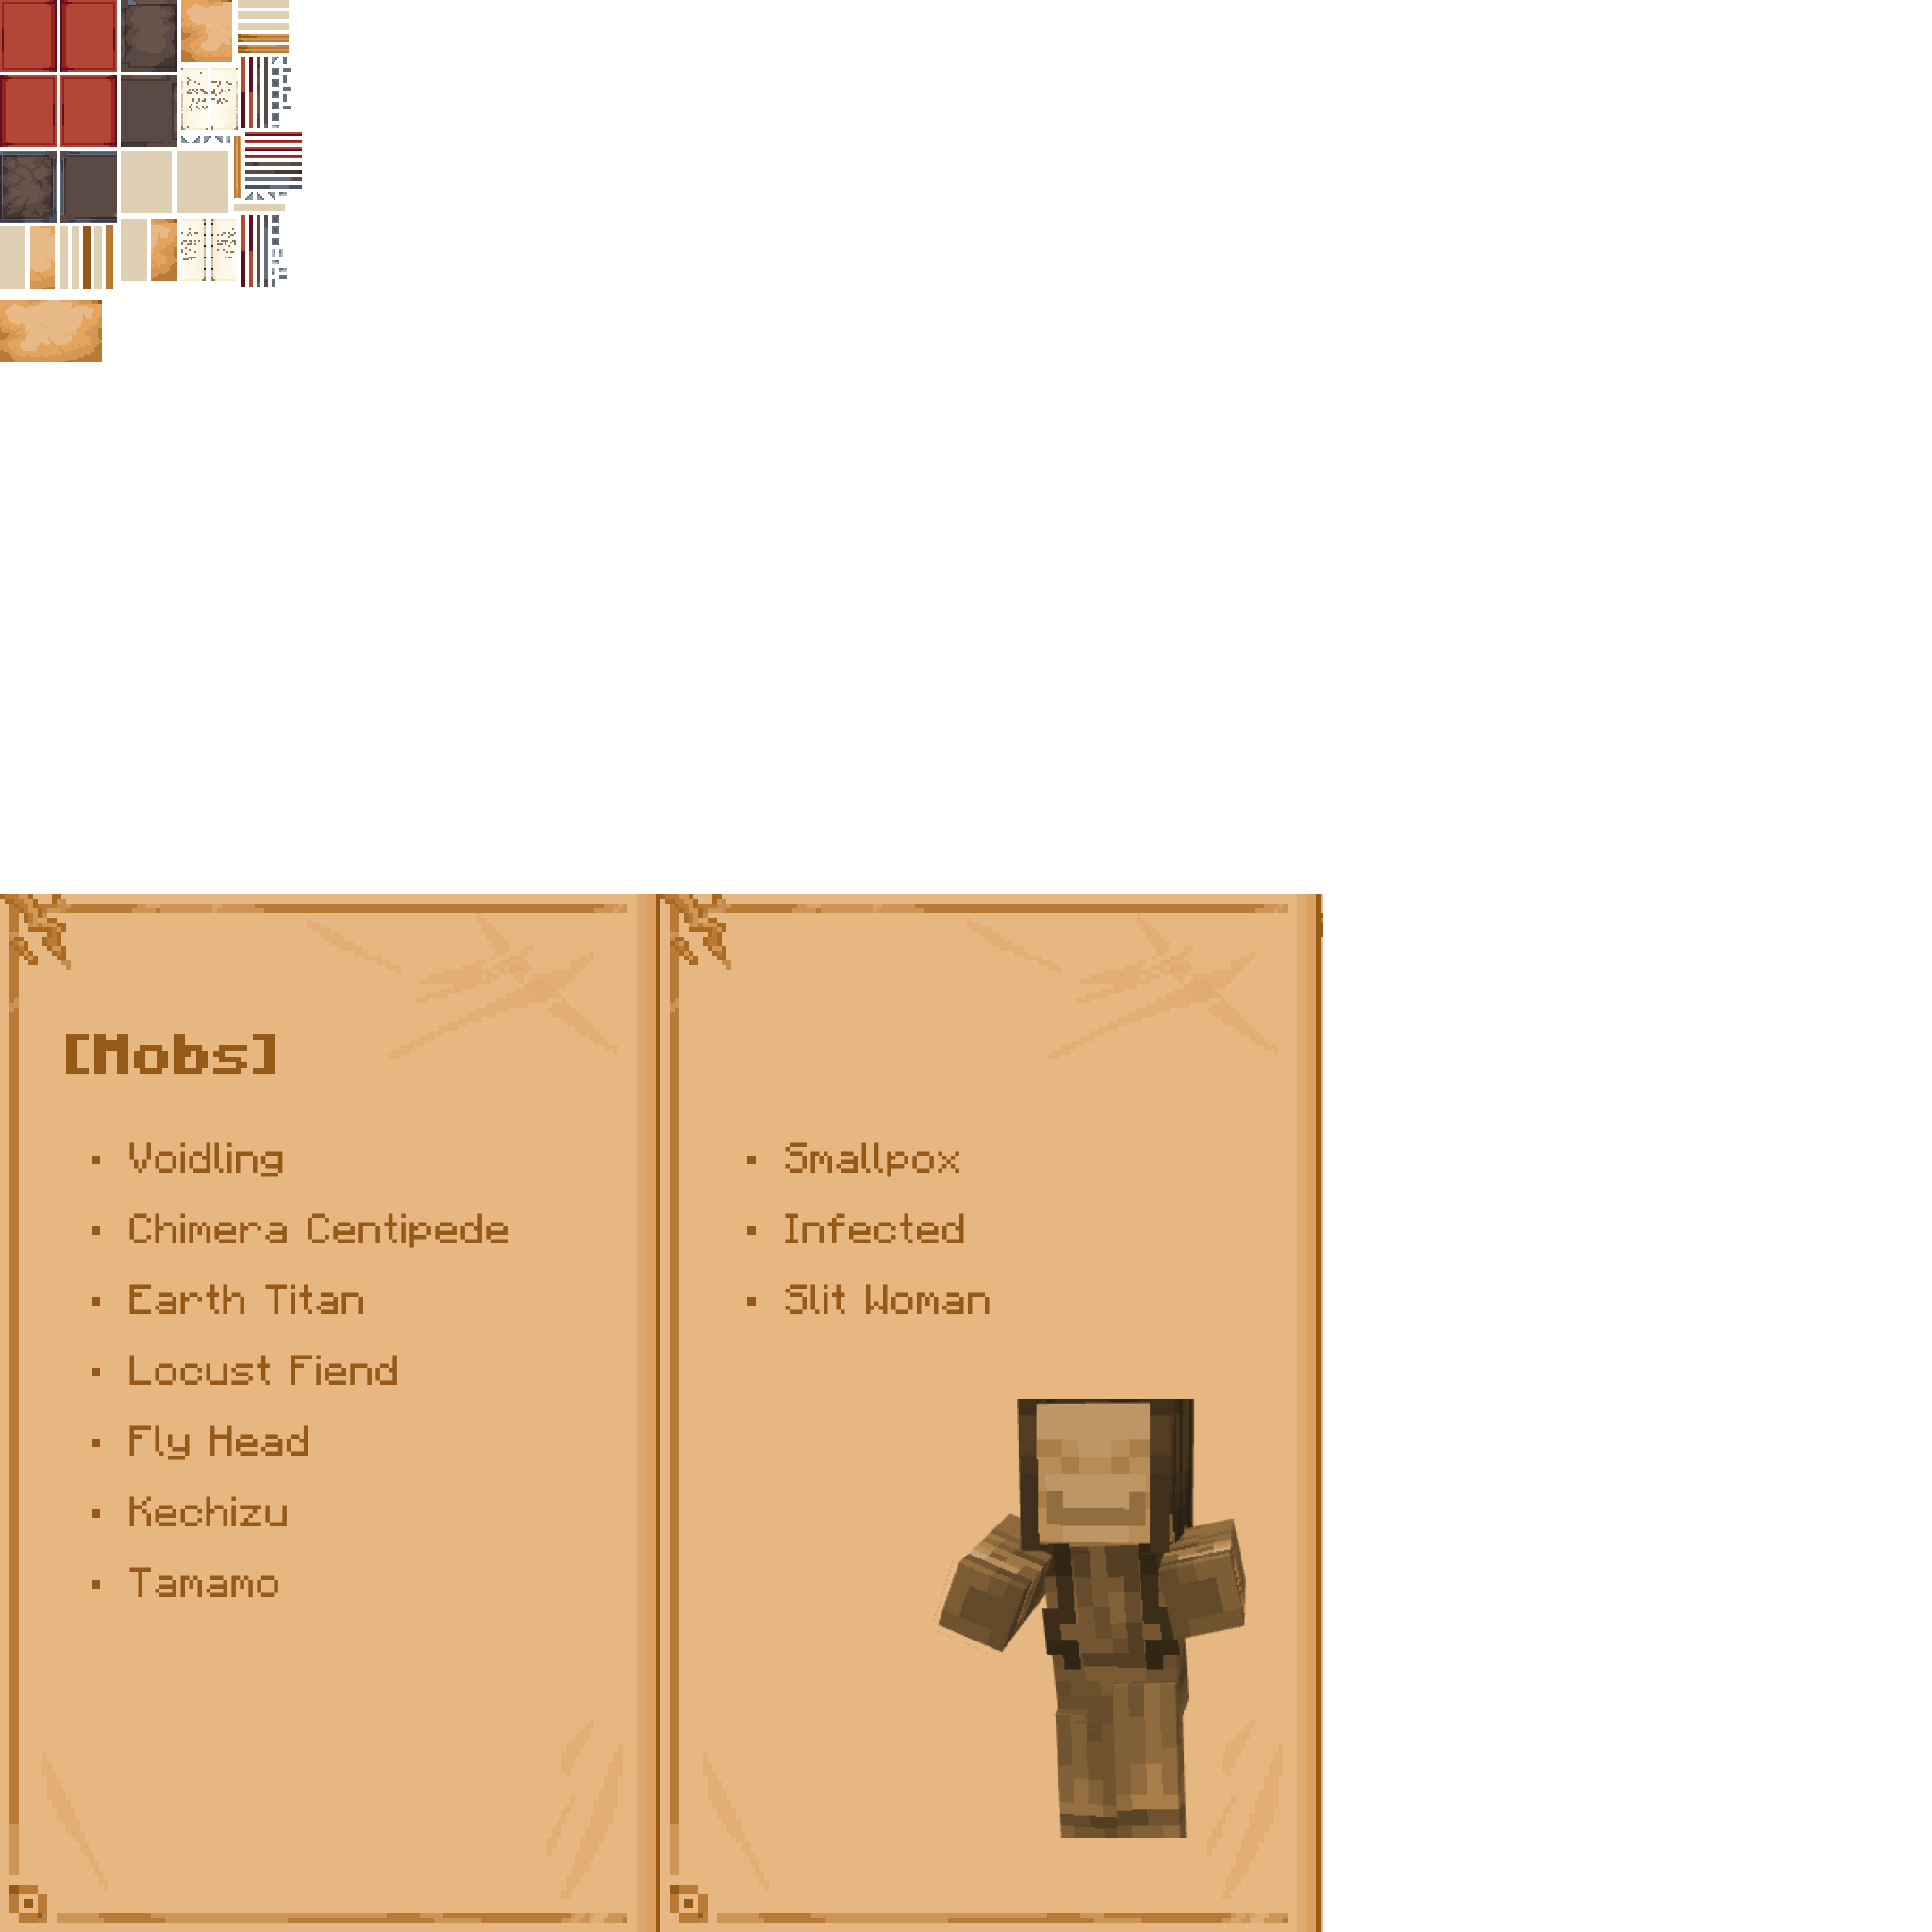 [Mobs]
▪ Voidling
▪ Chimera Centipede
▪ Earth Titan
▪ Locust Fiend
▪ Fly Head
▪ Kechizu
▪ Tamamo
▪ Smallpox
▪ Infected
▪ Slit Woman